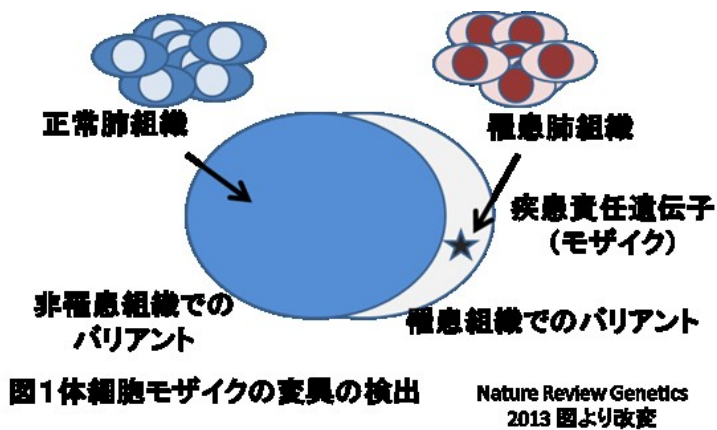 正常肺組織
罹患肺組織
疾患責任遺伝子
（モザイク）
非罹患組織での
バリアント
罹患組織でのバリアント
図１体細胞モザイクの変異の検出
Nature Review Genetics
2013 図より改変